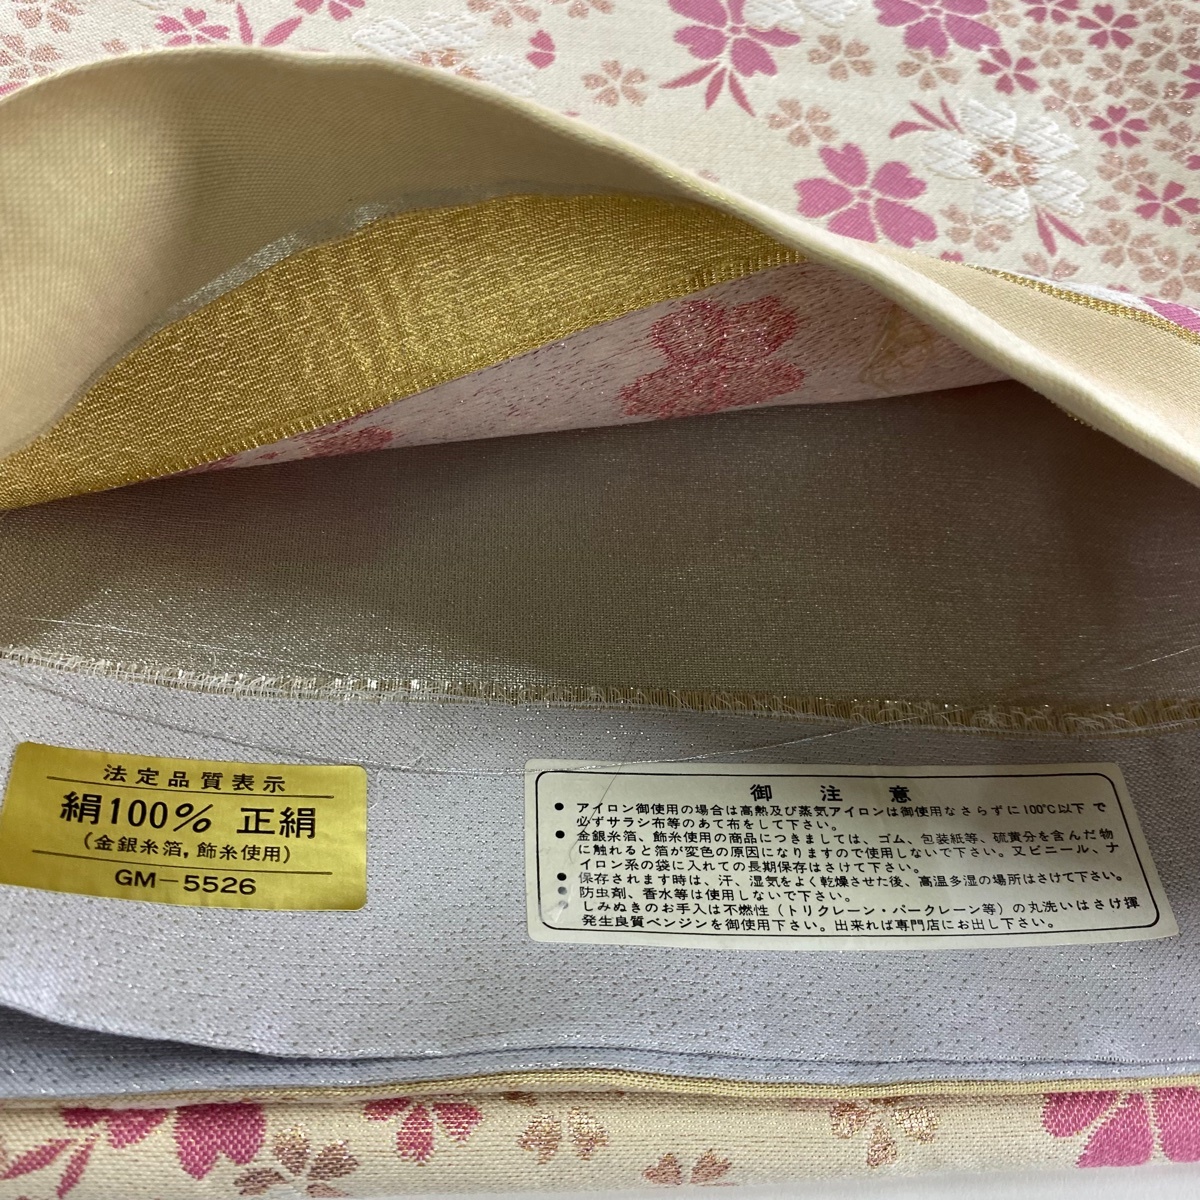 法定品質表示
絹100% 正絹
(金銀糸箔,飾糸使用)
GM-5526
御注意
● アイロン御使用の場合は高熱及び蒸気アイロンは御使用なさらずに100℃以下で
必ずサラシ布等のあて布をして下さい。
● 金銀糸箔、飾糸使用の商品につきましては、ゴム、包装紙等、硫黄分を含んだ物
に触れると箔が変色の原因になりますので使用しないで下さい。又ビニール、ナ
イロン系の袋に入れての長期保存はさけて下さい。
● 保存されます時は、汗、湿気をよく乾燥させた後、高温多湿の場所はさけて下さい。
● 防虫剤、香水等は使用しないで下さい。
● しみぬきのお手入は不燃性(トリクレーン・パークレーン等)の丸洗いはさけ揮
発生良質ベンジンを御使用下さい。出来れば専門店にお出し下さい。